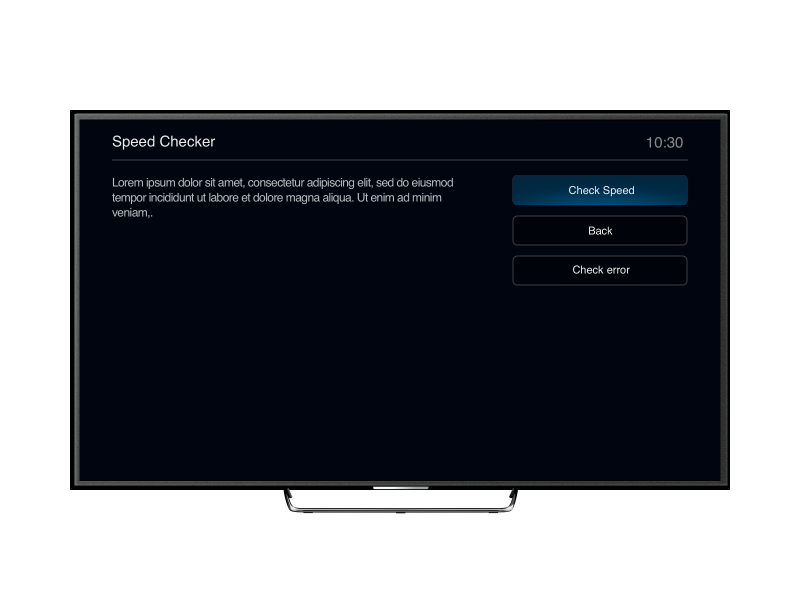 Speed Checker
10:30
Lorem ipsum dolor sit amet, consectetur adipiscing elit, sed do eiusmod
tempor incididunt ut labore et dolore magna aliqua. Ut enim ad minim
veniam,.
Check Speed
Back
Check error